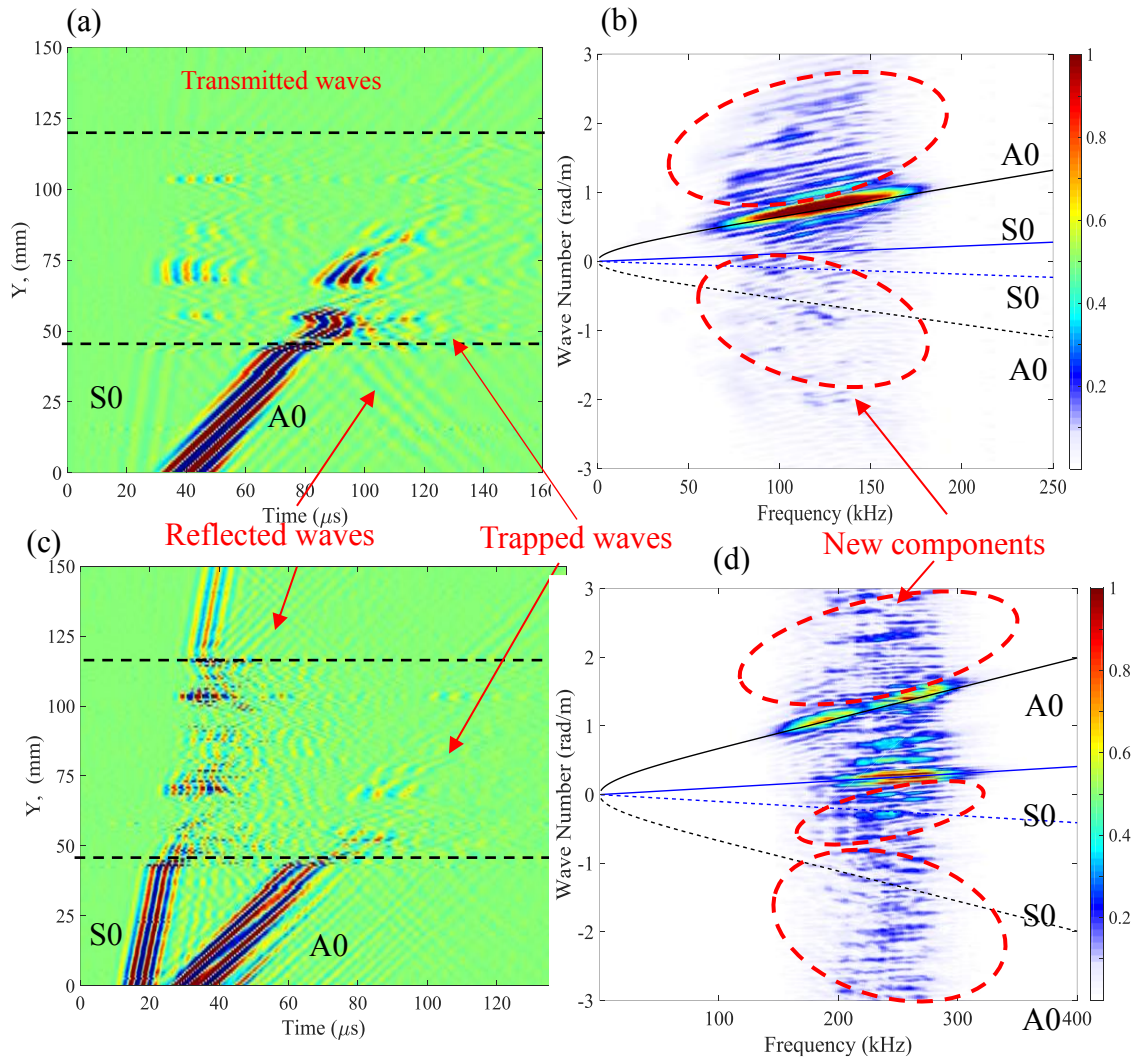 (a)
150
125
100
75
50
25
0
Y, (mm)
Transmitted waves
S0
A0
0 20 40 60 80 100 120 140 160
Time (μs)
(b)
3
2
1
0
-1
-2
-3
Wave Number (rad/m)
A0
S0
S0
A0
0 50 100 150 200 250
Frequency (kHz)
1
0.8
0.6
0.4
0.2
Reflected waves
Trapped waves
New components
(c)
150
125
100
75
50
25
0
Y, (mm)
S0
A0
0 20 40 60 80 100 120
Time (μs)
(d)
3
2
1
0
-1
-2
-3
Wave Number (rad/m)
A0
S0
S0
A0
100 200 300 400
Frequency (kHz)
1
0.8
0.6
0.4
0.2